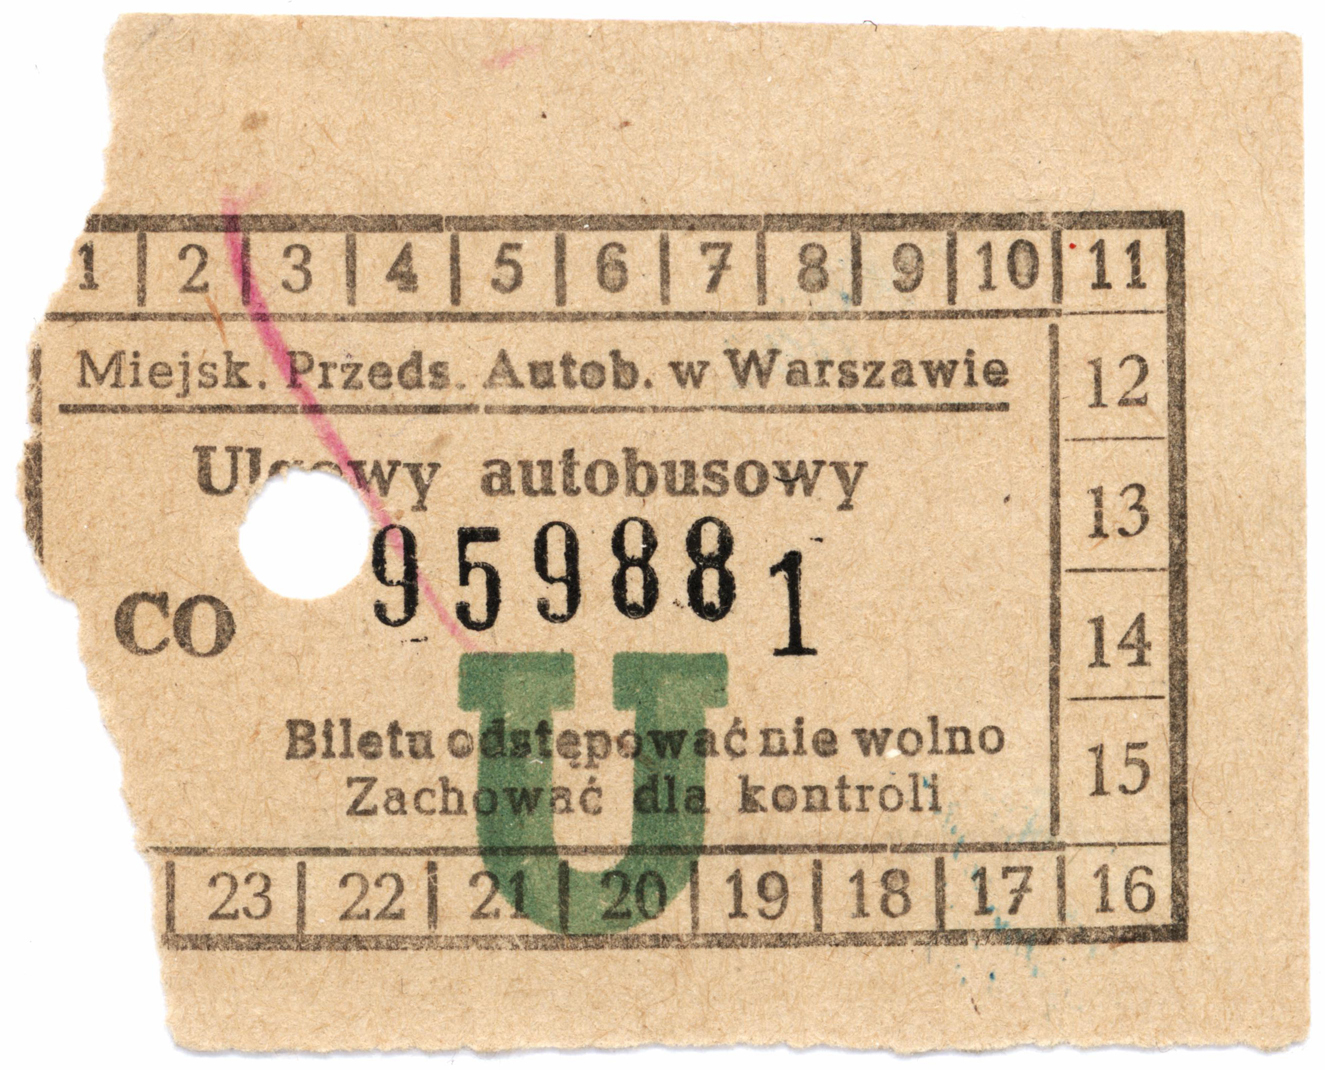 1 2 3 4 5 6 7 8 9 10 11
Miejsk. Przeds. Autob. w Warszawie
12
Ulgowy autobusowy
13
959881
CO
14
U
Biletu odstępować nie wolno
15
Zachować dla kontroli
23 22 21 20 19 18 17 16